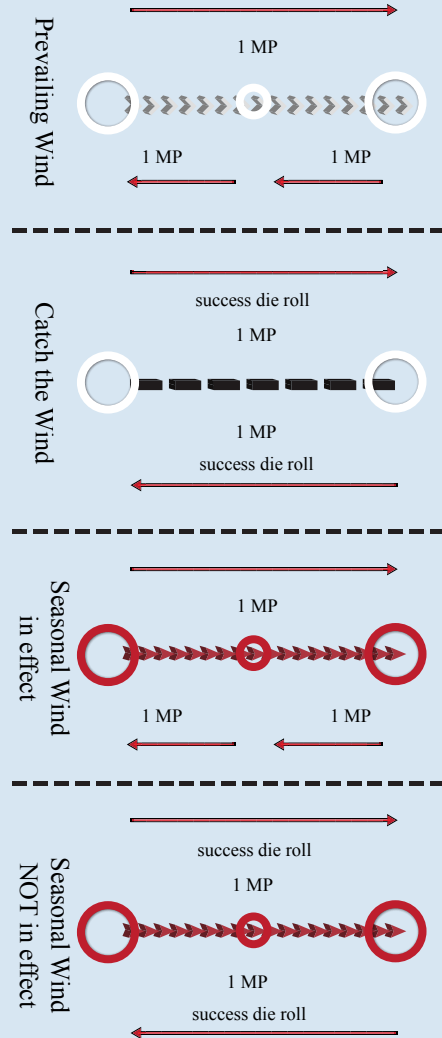 Prevailing Wind
1 MP
1 MP
1 MP
Catch the Wind
success die roll
1 MP
1 MP
success die roll
Seasonal Wind
in effect
1 MP
1 MP
1 MP
Seasonal Wind
NOT in effect
success die roll
1 MP
1 MP
success die roll